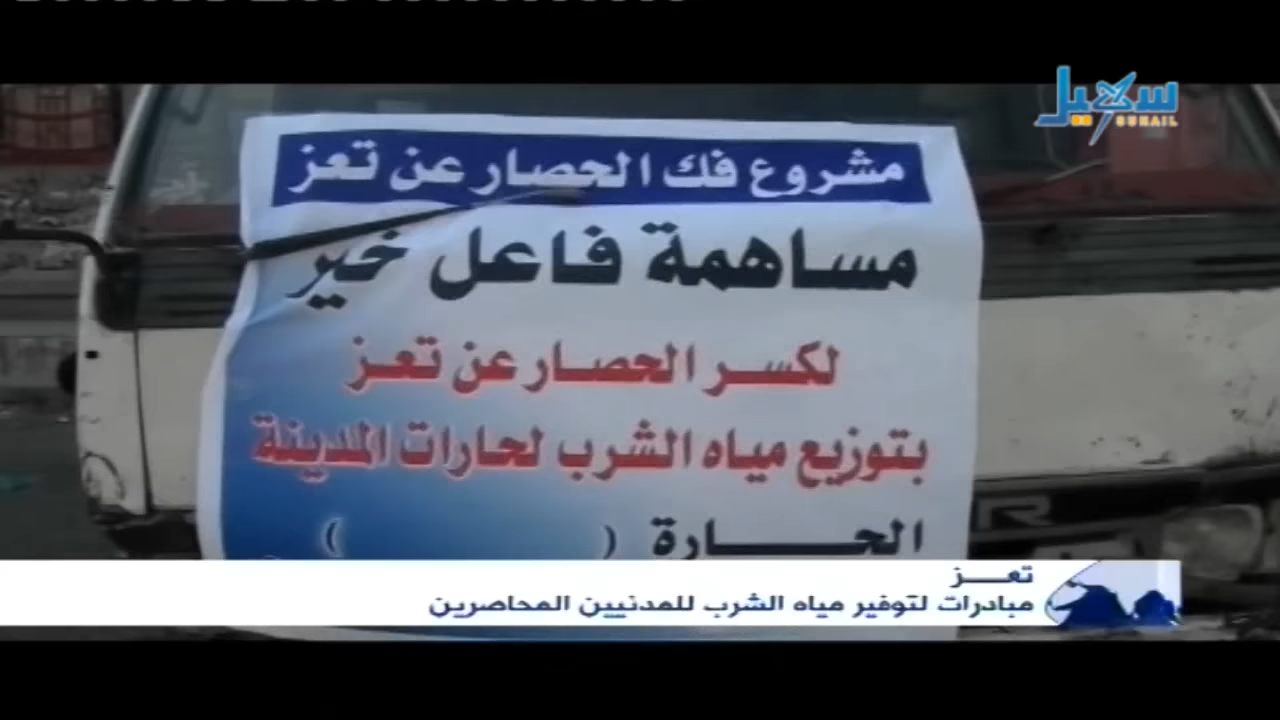 سهيل
SUHAIL
مشروع فك الحصار عن تعز
مساهمة فاعل خير
لكسر الحصار عن تعز
بتوزيع مياه الشرب لحارات المدينة
الحارة ( )
تعز
مبادرات لتوفير مياه الشرب للمدنيين المحاصرين